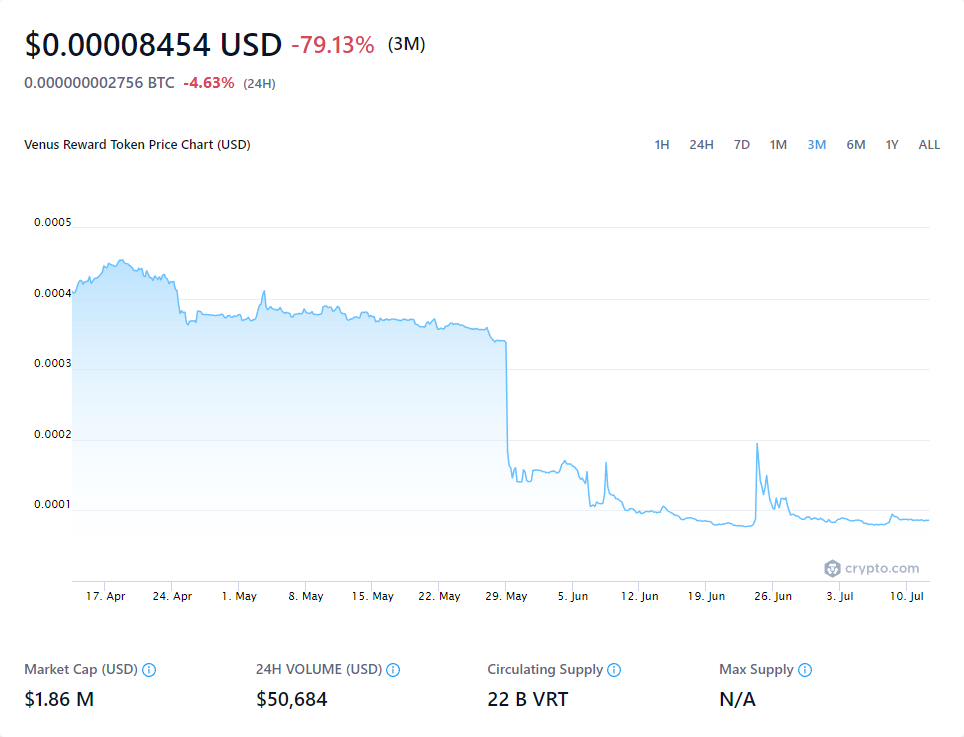 $0.00008454 USD -79.13% (3M)
0.000000002756 BTC -4.63% (24H)
Venus Reward Token Price Chart (USD) 1H 24H 7D 1M 3M 6M 1Y ALL
0.0005
0.0004
0.0003
0.0002
0.0001
crypto.com
17. Apr 24. Apr 1. May 8. May 15. May 22. May 29. May 5. Jun 12. Jun 19. Jun 26. Jun 3. Jul 10. Jul
Market Cap (USD) 24H VOLUME (USD) Circulating Supply Max Supply
$1.86 M $50,684 22 B VRT N/A